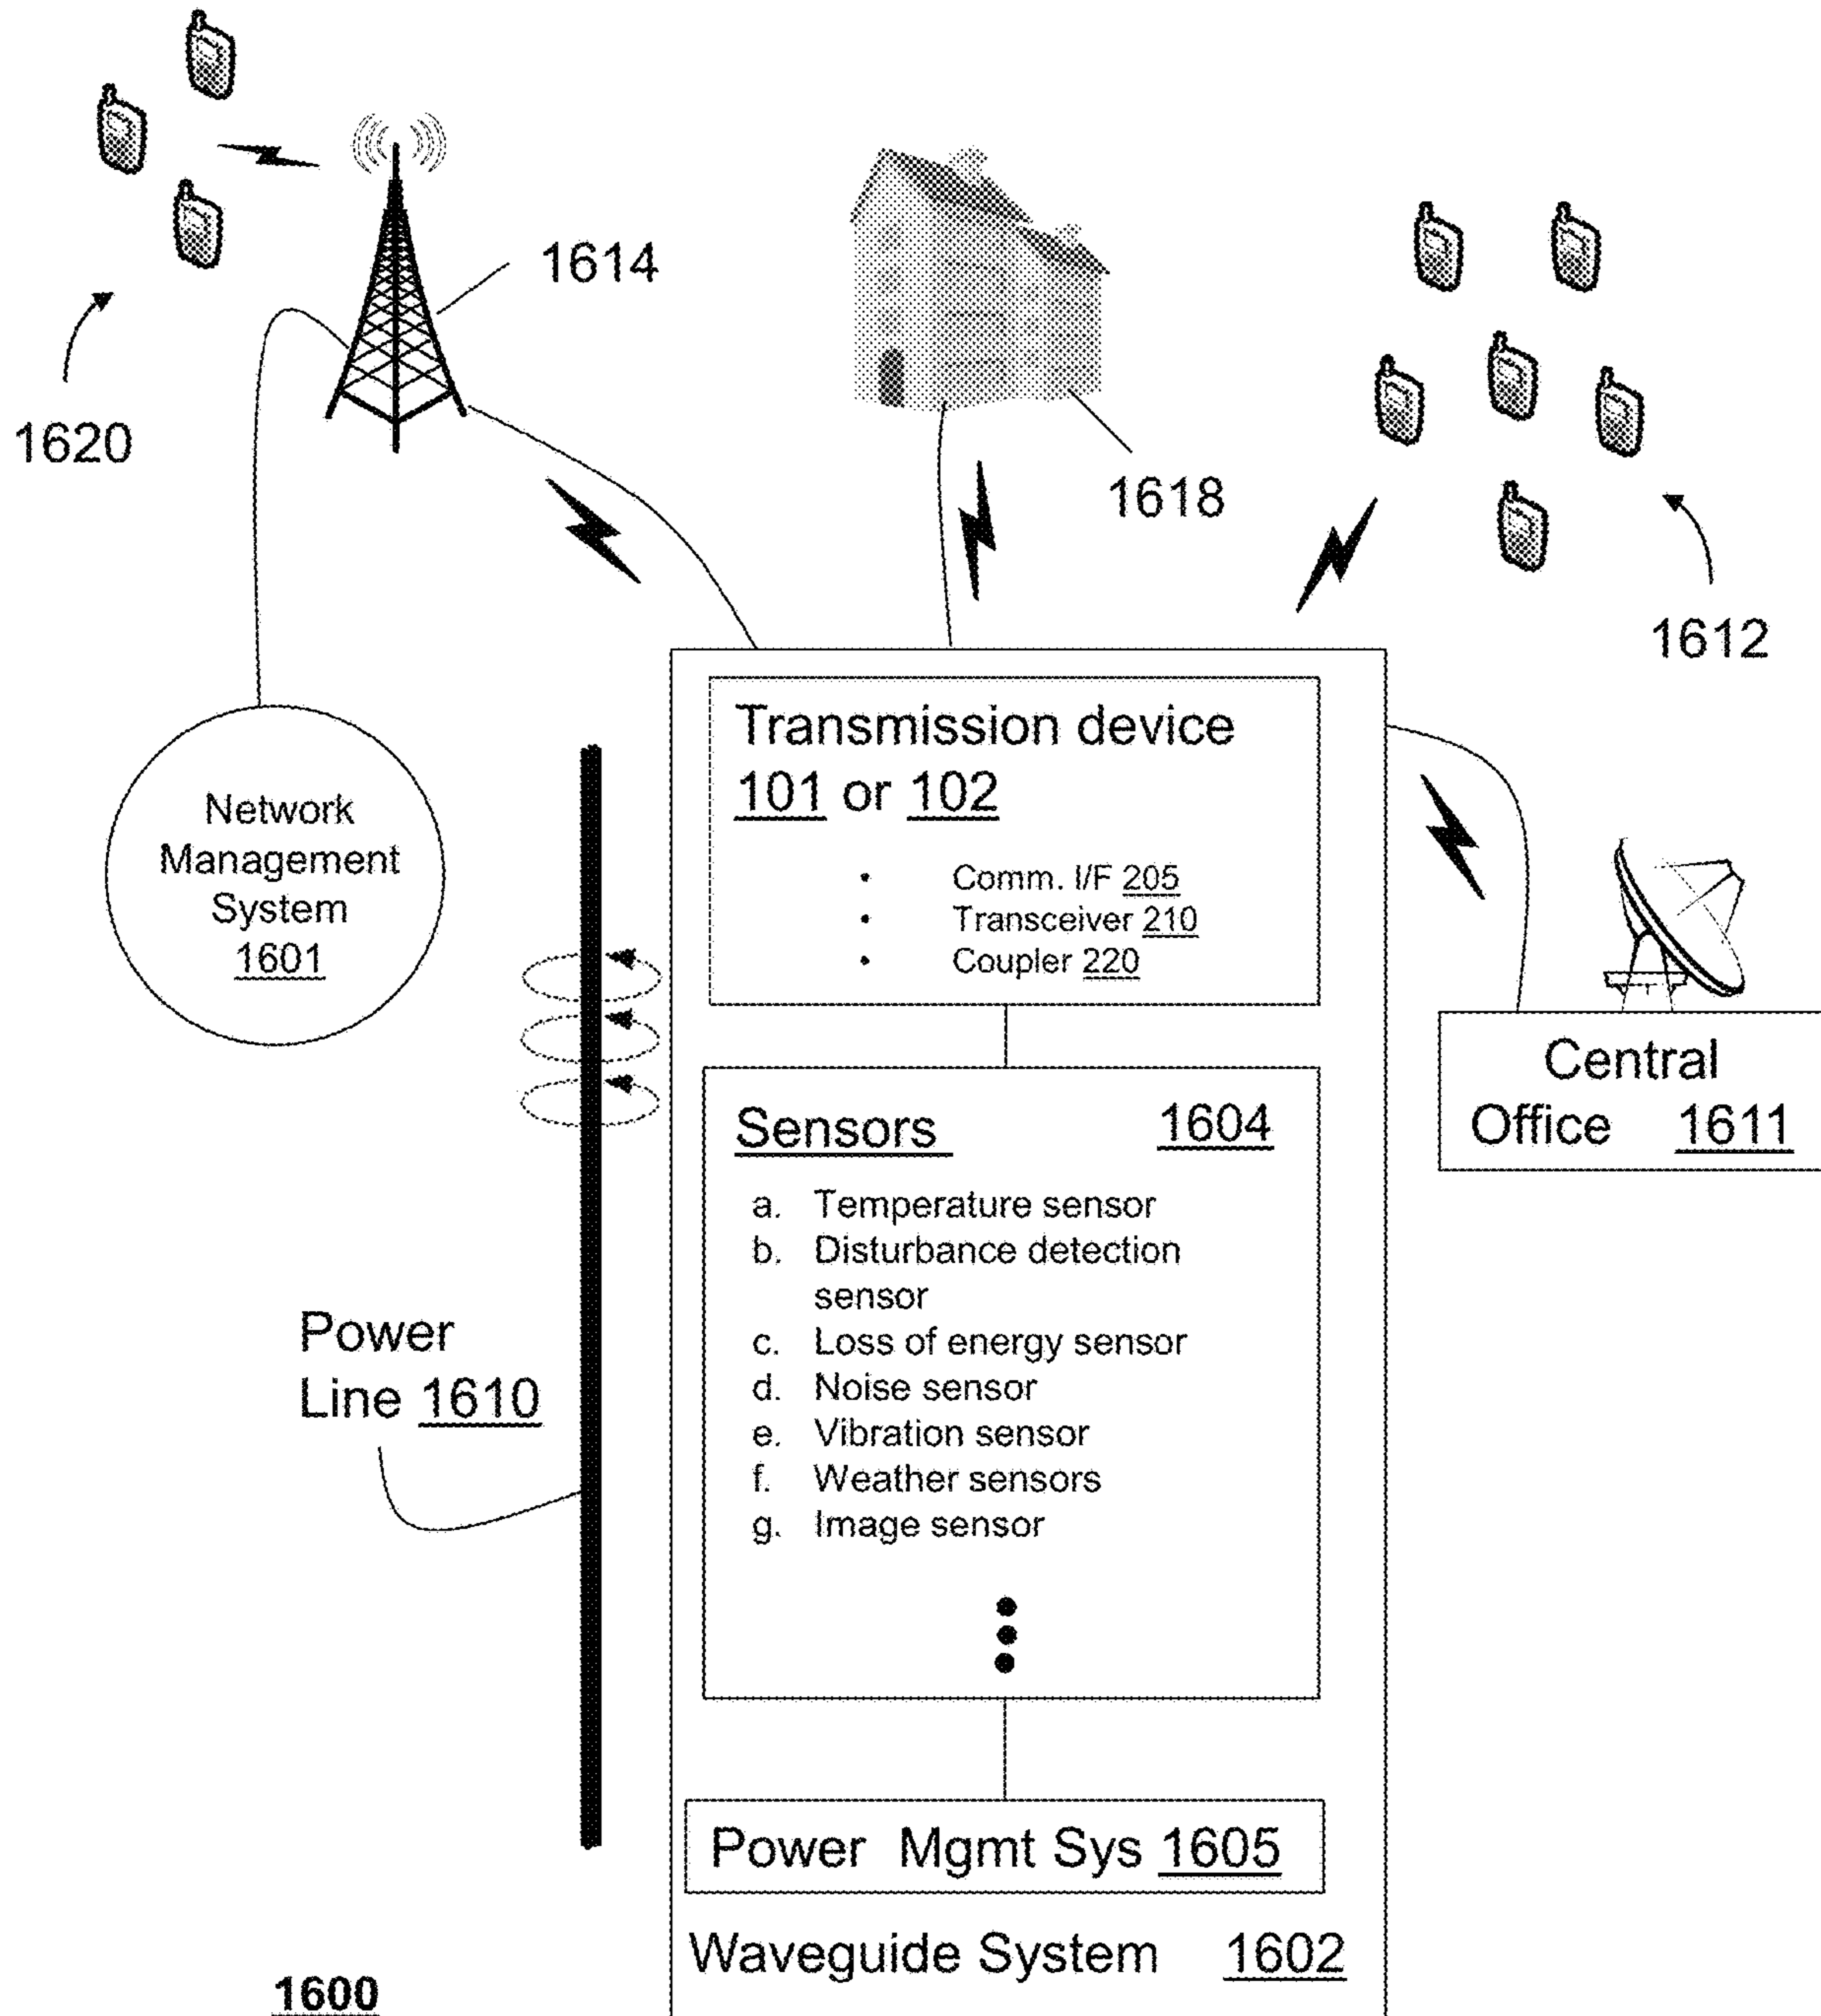 1614
1620
1618
1612
Network
Management
System
1601
Transmission device
101 or 102
• Comm. I/F 205
• Transceiver 210
• Coupler 220
Central
Office 1611
Sensors 1604
a. Temperature sensor
b. Disturbance detection
sensor
c. Loss of energy sensor
d. Noise sensor
e. Vibration sensor
f. Weather sensors
g. Image sensor
Power
Line 1610
Power Mgmt Sys 1605
Waveguide System 1602
1600